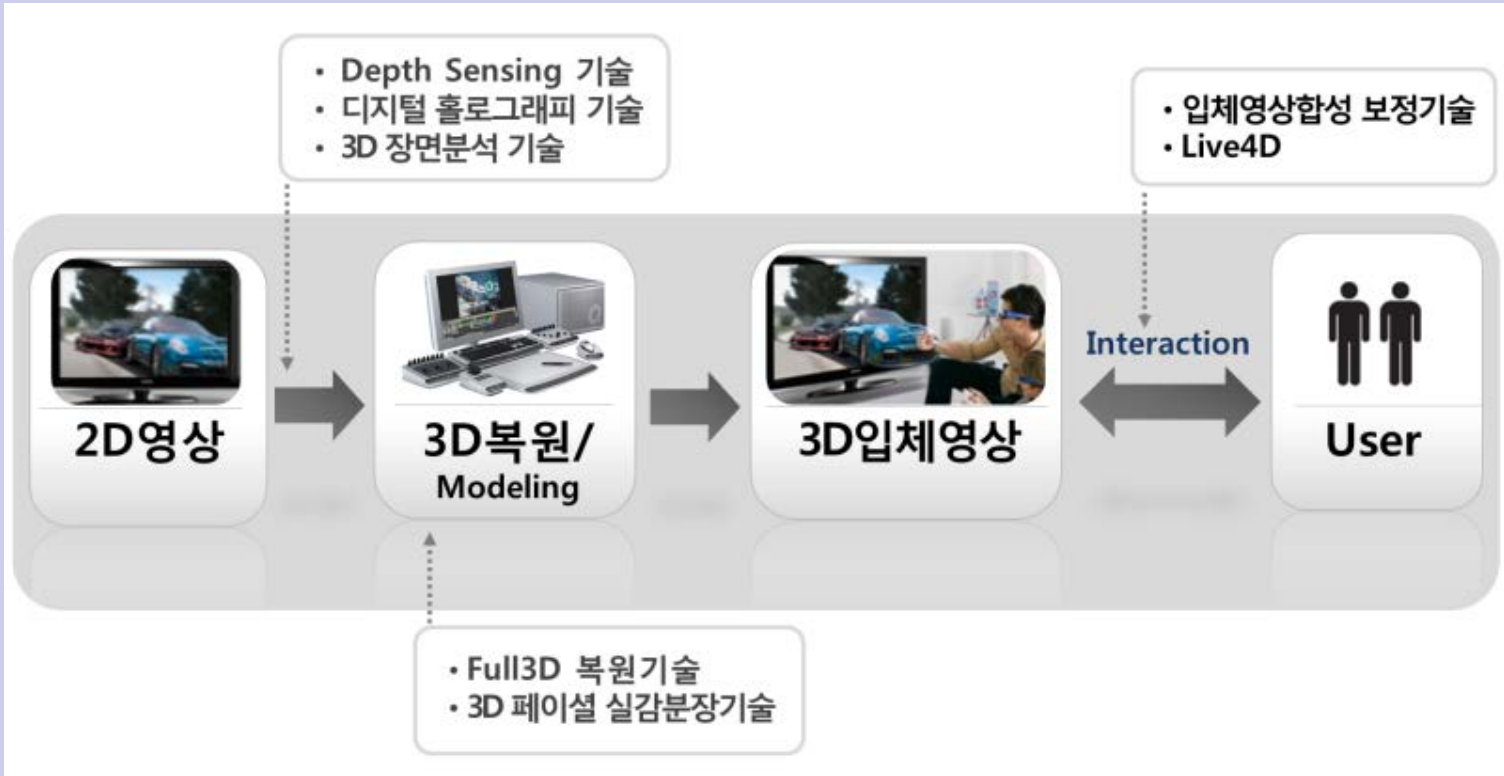 • Depth Sensing 기술
• 디지털 홀로그래피 기술
• 3D 장면분석 기술
• 입체영상합성 보정기술
• Live4D
2D영상
3D복원/
Modeling
3D입체영상
Interaction
User
• Full3D 복원기술
• 3D 페이셜 실감분장기술